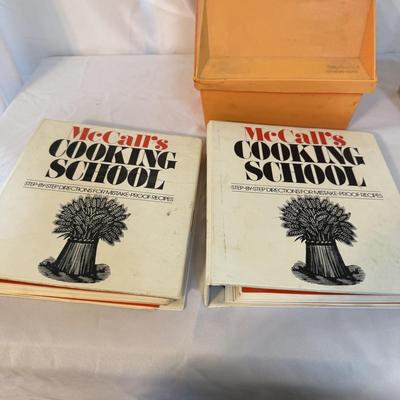 McCall's
COOKING
SCHOOL
STEP-BY-STEP DIRECTIONS FOR MISTAKE-PROOF RECIPES
McCall's
COOKING
SCHOOL
STEP-BY-STEP DIRECTIONS FOR MISTAKE-PROOF RECIPES